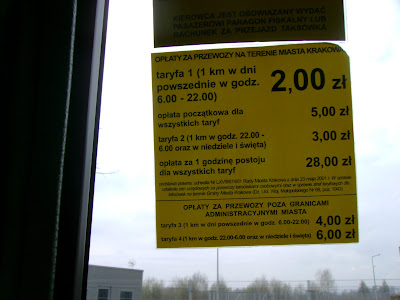 KIEROWCA JEST OBOWIĄZANY WYDAĆ
PASAŻEROWI PARAGON FISKALNY LUB
RACHUNEK ZA PRZEJAZD TAKSÓWKĄ
OPŁATY ZA PRZEWOZY NA TERENIE MIASTA KRAKOWA
taryfa 1 (1 km w dni
powszednie w godz. 2,00 zł
6.00 - 22.00)
opłata początkowa dla 5,00 zł
wszystkich taryf
taryfa 2 (1 km w godz. 22.00 - 3,00 zł
6.00 oraz w niedziele i święta)
opłata za 1 godzinę postoju 28,00 zł
dla wszystkich taryf
OPŁATY ZA PRZEWOZY POZA GRANICAMI
ADMINISTRACYJNYMI MIASTA
taryfa 3 (1 km w dni powszednie w godz. 6.00-22.00) 4,00 zł
taryfa 4 (1 km w godz. 22.00-6.00 oraz w niedziele i święta) 6,00 zł